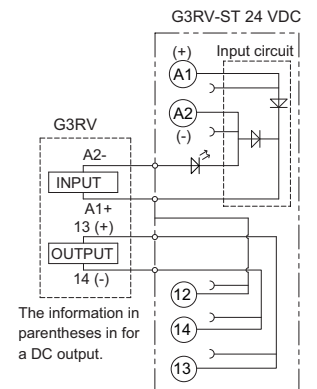 G3RV-ST 24 VDC
(+)
Input circuit
A1
A2
(-)
G3RV
A2-
INPUT
A1+
13 (+)
OUTPUT
14 (-)
12
14
13
The information in
parentheses in for
a DC output.